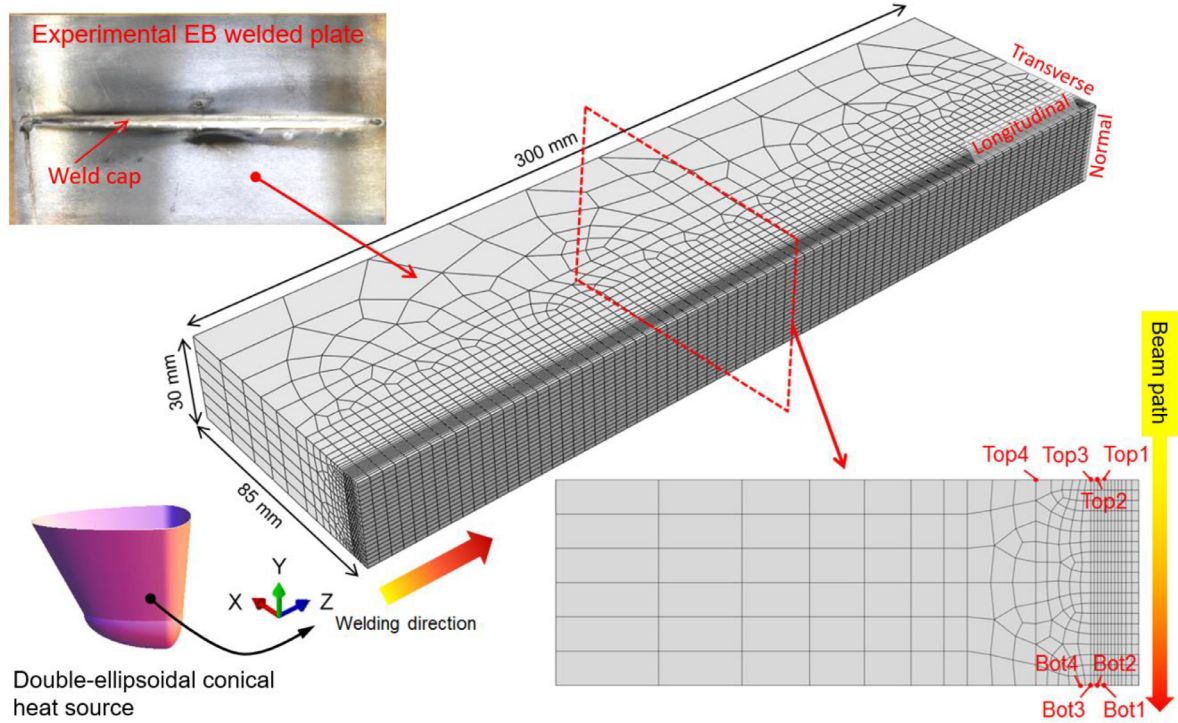 Experimental EB welded plate
Weld cap
300 mm
Transverse
Longitudinal
Normal
30 mm
85 mm
Beam path
Top4
Top3
Top1
Top2
Bot4
Bot2
Bot3
Bot1
X
Y
Z
Welding direction
Double-ellipsoidal conical
heat source